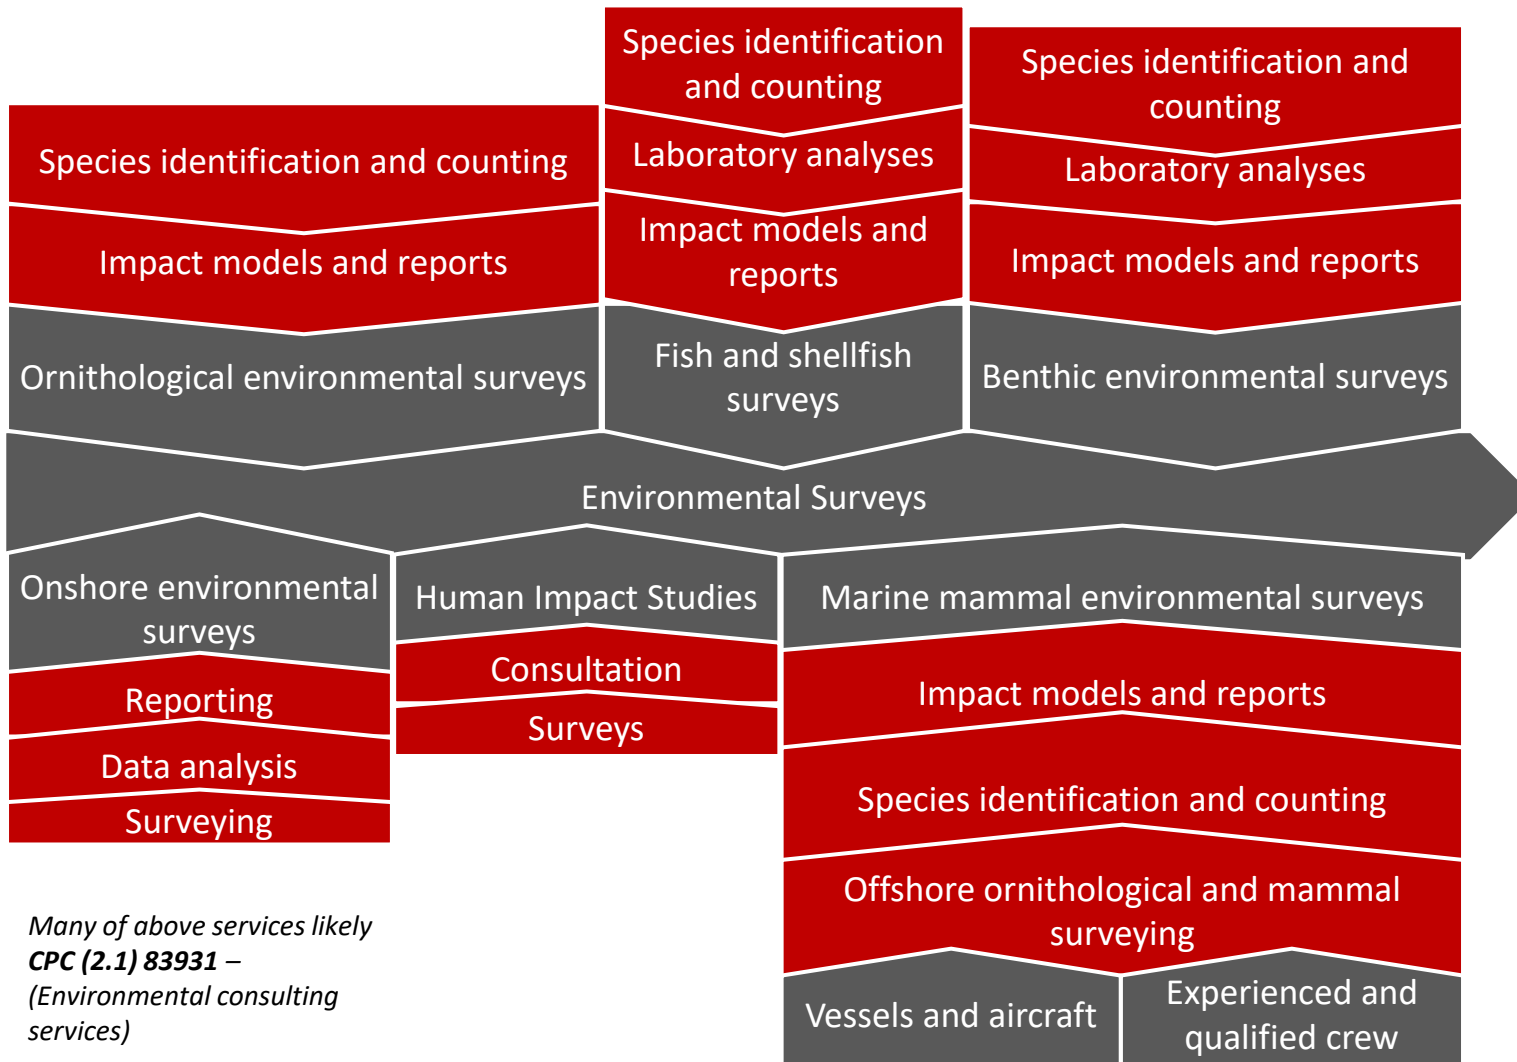 Species identification and counting
Impact models and reports
Ornithological environmental surveys
Species identification
and counting
Laboratory analyses
Impact models and
reports
Fish and shellfish
surveys
Species identification and
counting
Laboratory analyses
Impact models and reports
Benthic environmental surveys
Environmental Surveys
Onshore environmental
surveys
Reporting
Data analysis
Surveying
Human Impact Studies
Consultation
Surveys
Marine mammal environmental surveys
Impact models and reports
Species identification and counting
Offshore ornithological and mammal
surveying
Vessels and aircraft
Experienced and
qualified crew
Many of above services likely
CPC (2.1) 83931 –
(Environmental consulting
services)